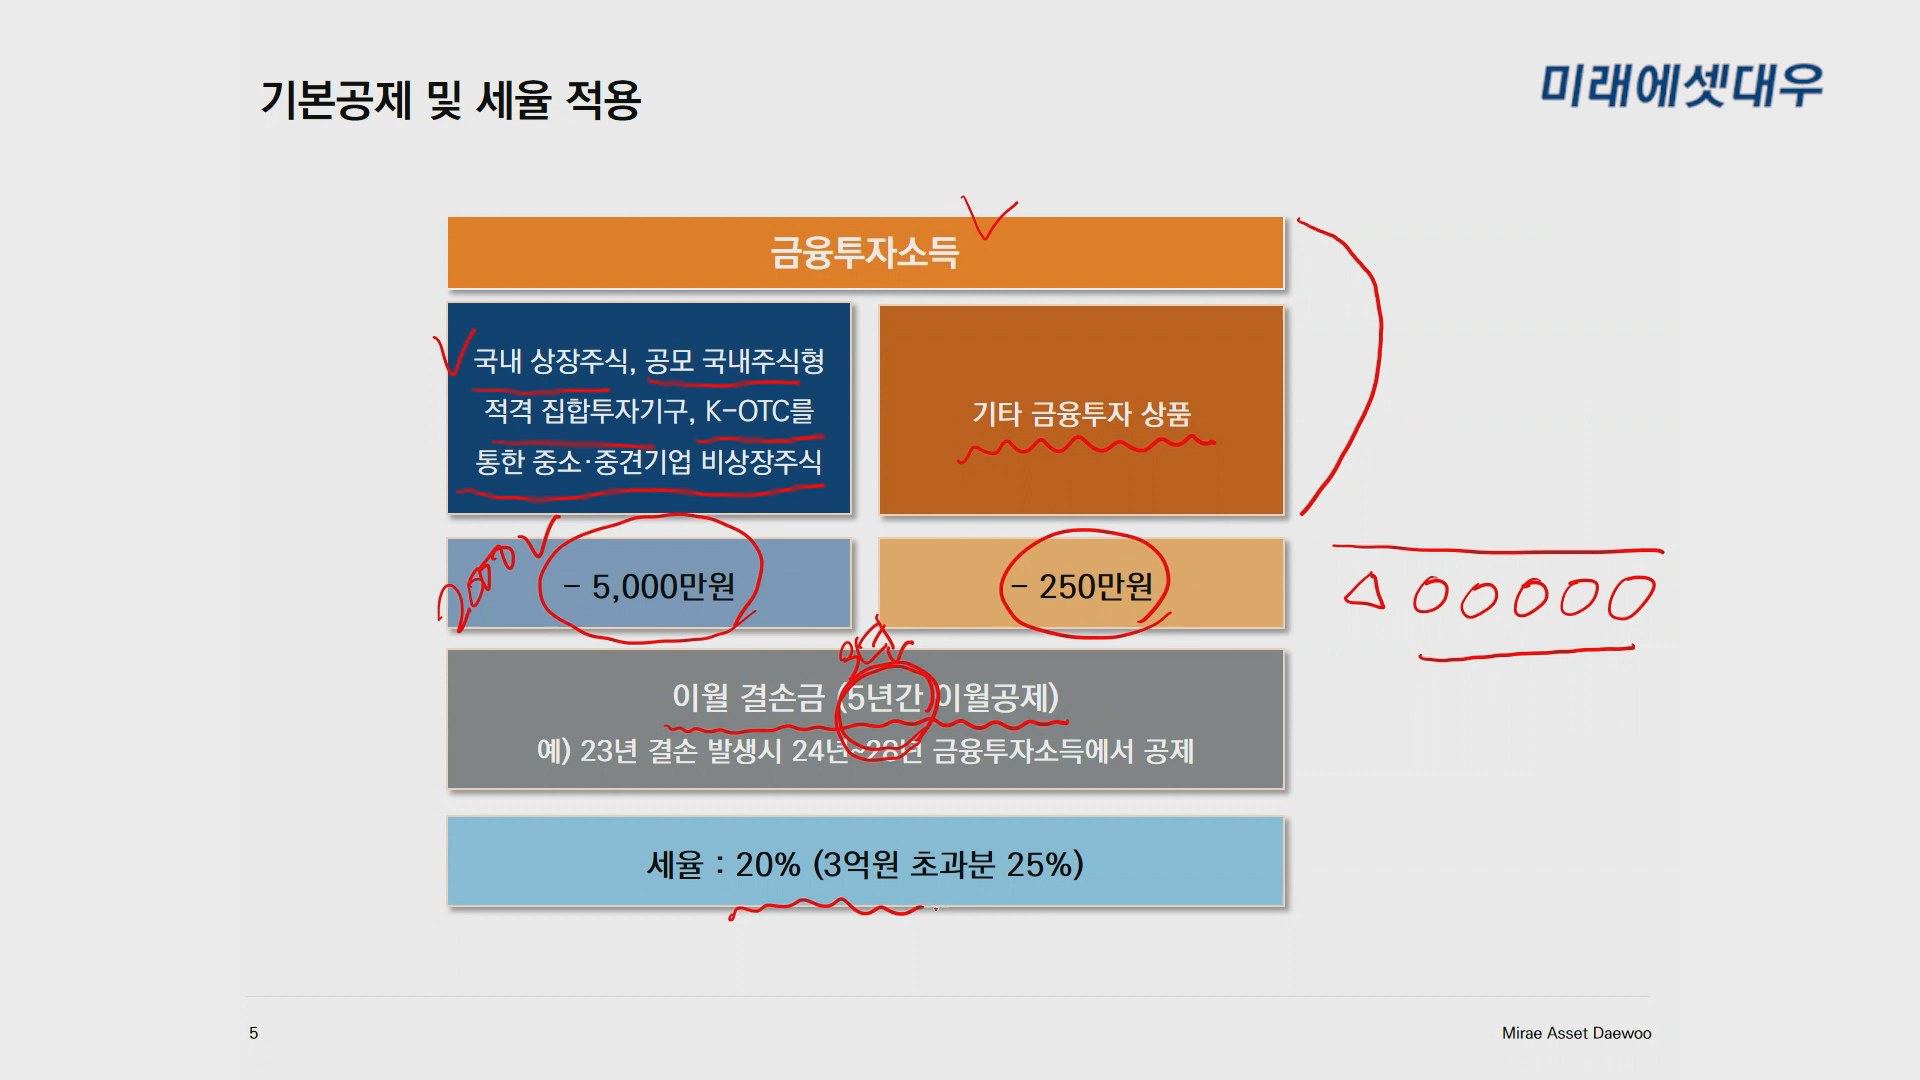 기본공제 및 세율 적용
미래에셋대우
금융투자소득
국내 상장주식, 공모 국내주식형
적격 집합투자기구, K-OTC를
통한 중소·중견기업 비상장주식
기타 금융투자 상품
2000
- 5,000만원
- 250만원
△ 00000
이월 결손금 (5년간 이월공제)
예) 23년 결손 발생시 24년~28년 금융투자소득에서 공제
세율 : 20% (3억원 초과분 25%)
5
Mirae Asset Daewoo